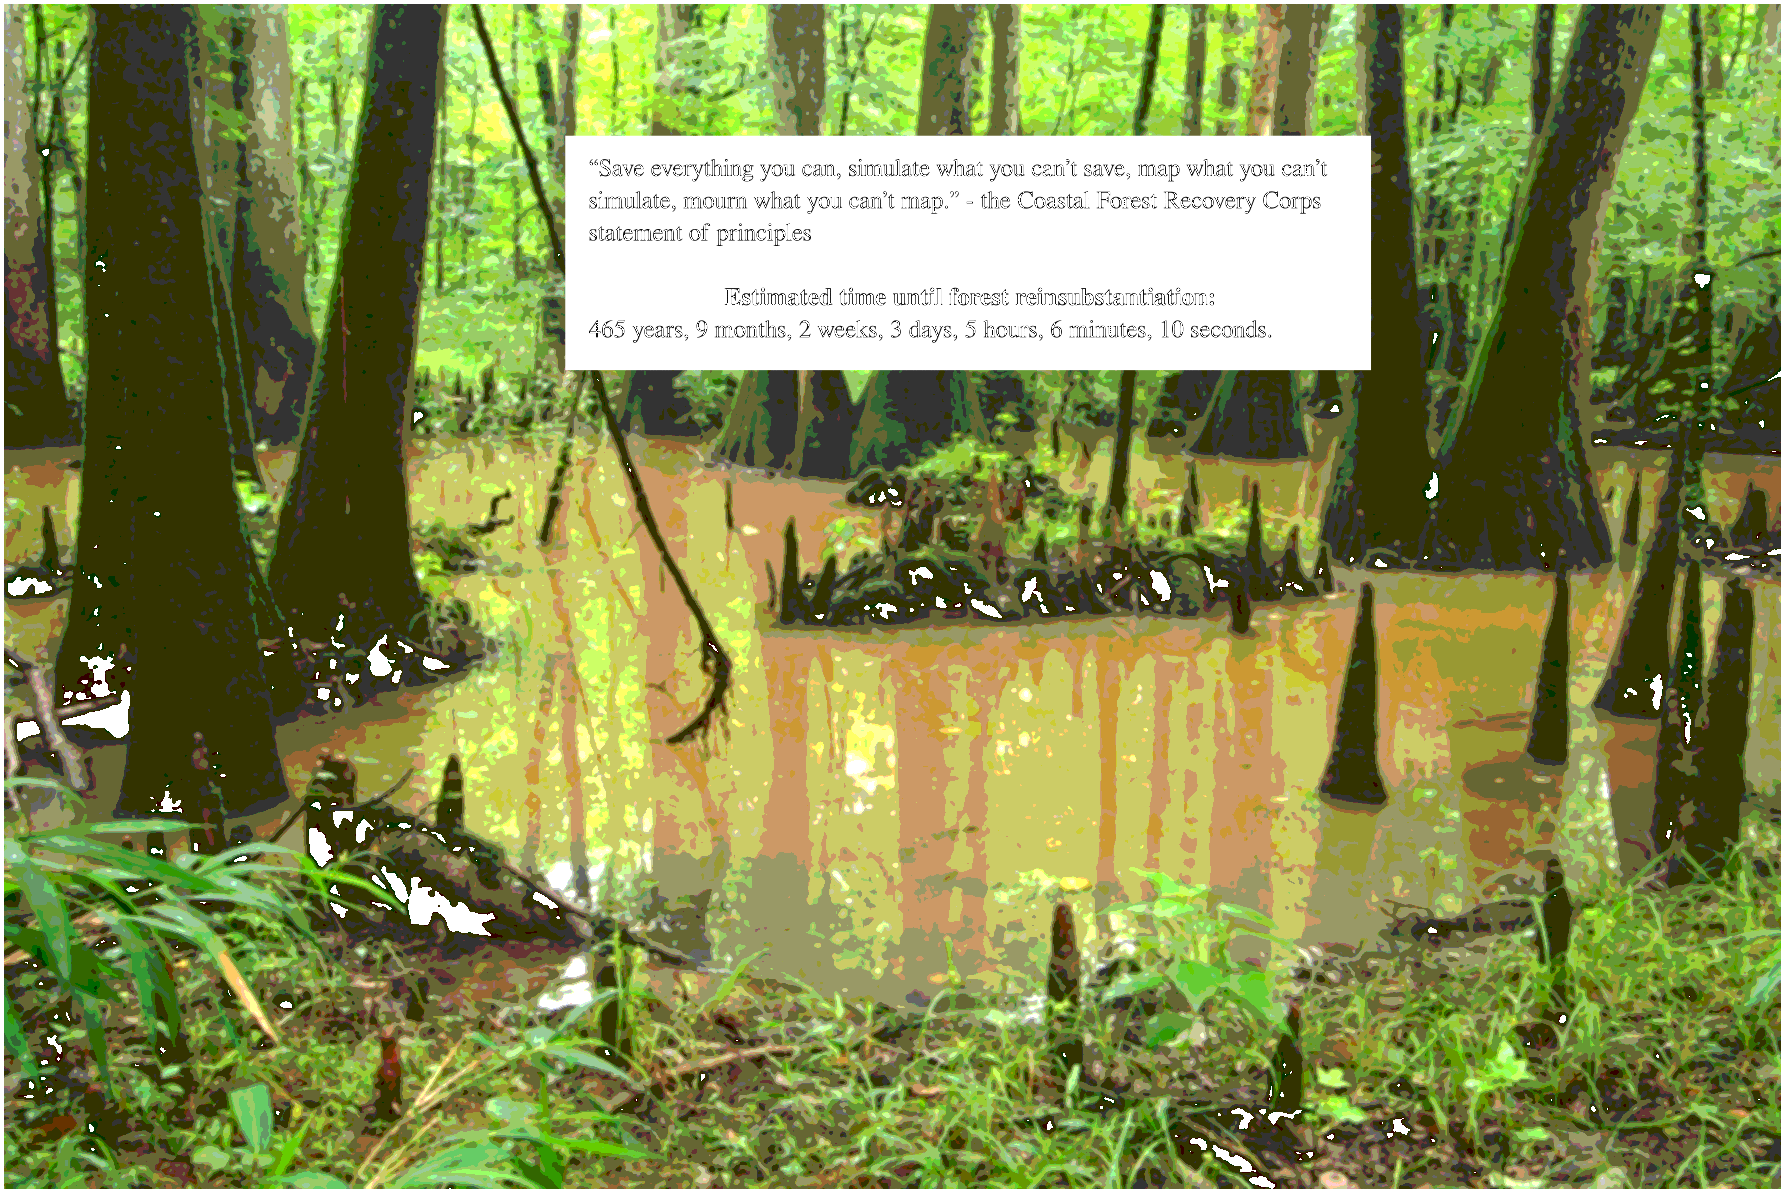 “Save everything you can, simulate what you can’t save, map what you can’t
simulate, mourn what you can’t map.” - the Coastal Forest Recovery Corps
statement of principles
Estimated time until forest reinsubstantiation:
465 years, 9 months, 2 weeks, 3 days, 5 hours, 6 minutes, 10 seconds.